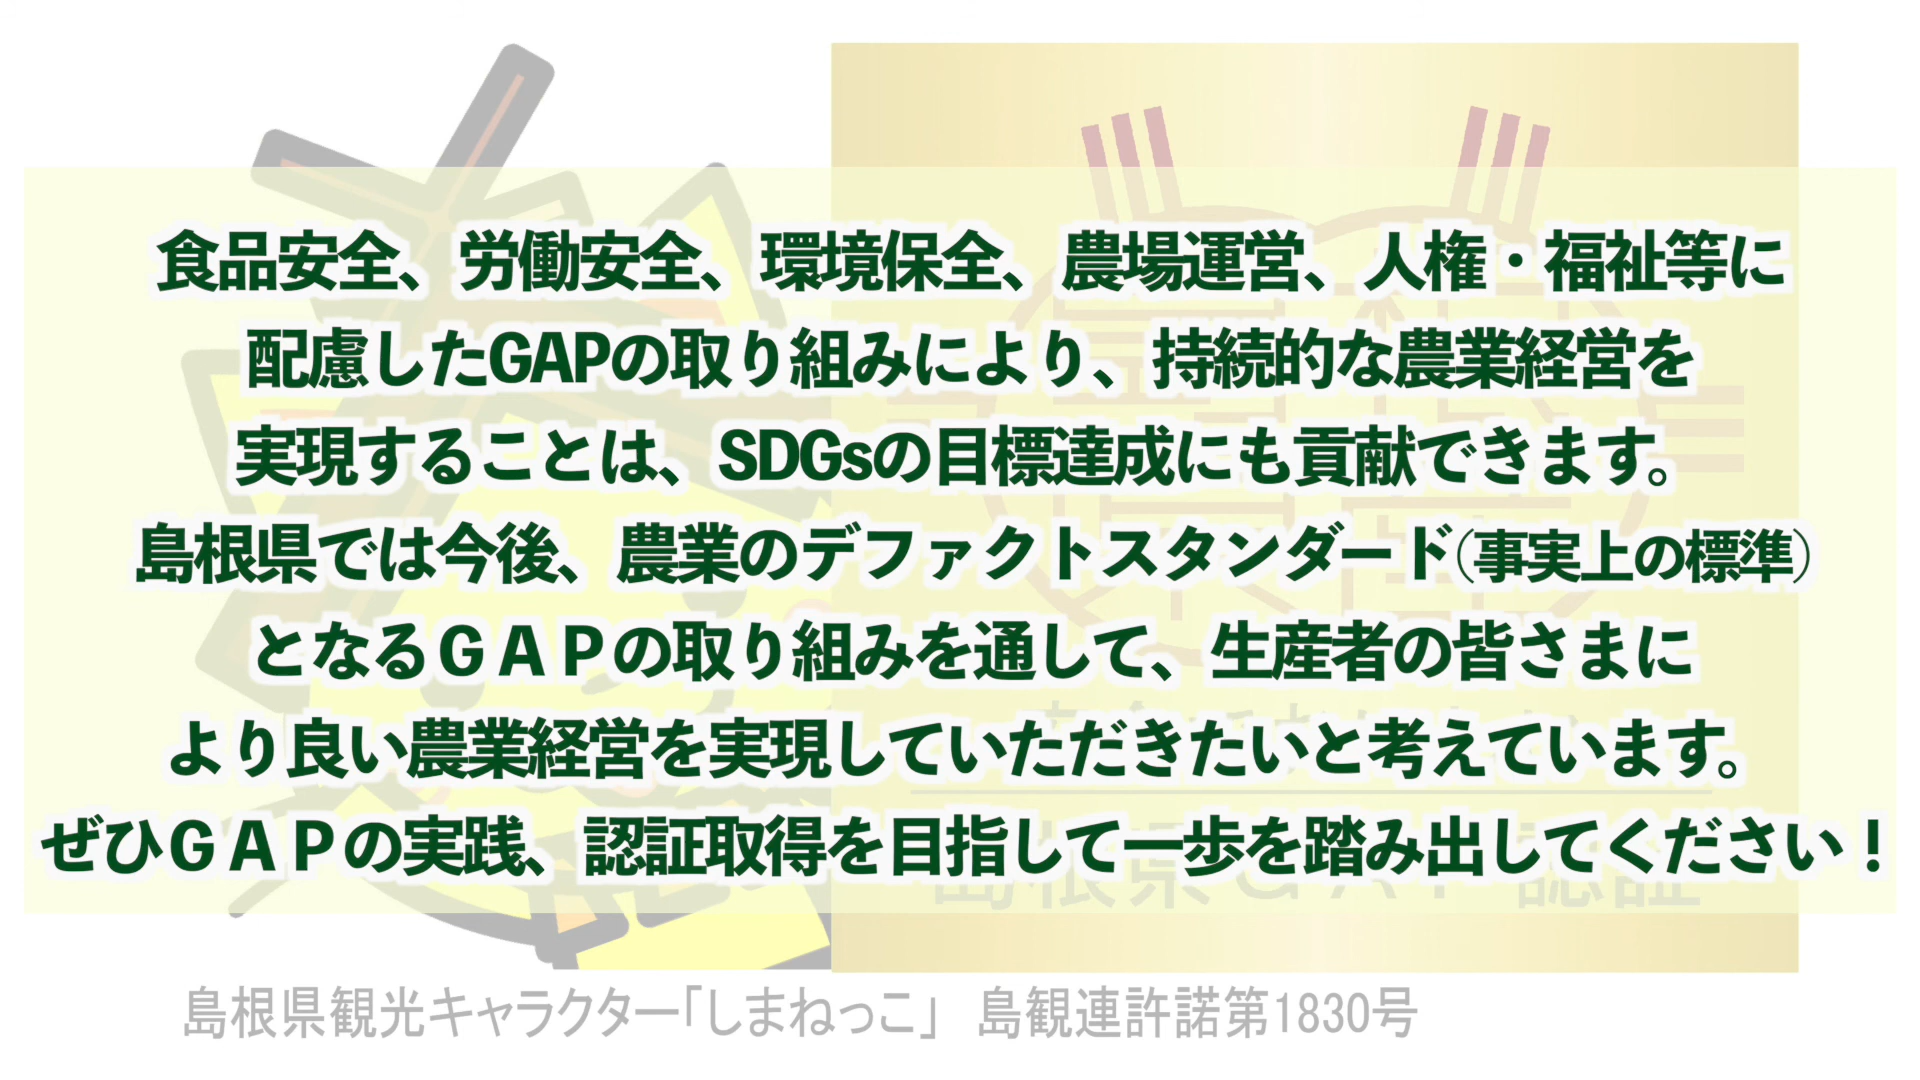 食品安全、労働安全、環境保全、農場運営、人権・福祉等に
配慮したGAPの取り組みにより、持続的な農業経営を
実現することは、SDGsの目標達成にも貢献できます。
島根県では今後、農業のデファクトスタンダード（事実上の標準）
となるＧＡＰの取り組みを通して、生産者の皆さまに
より良い農業経営を実現していただきたいと考えています。
ぜひＧＡＰの実践、認証取得を目指して一歩を踏み出してください！
島根県ＧＡＰ認証
島根県観光キャラクター「しまねっこ」 島観連許諾第1830号